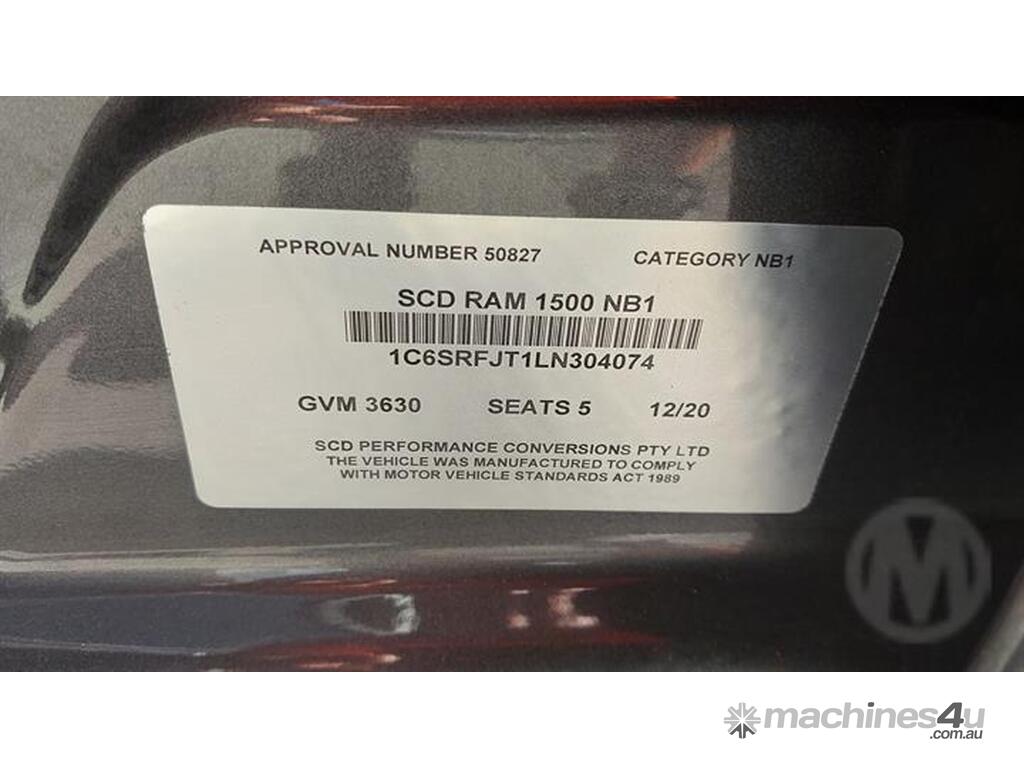 APPROVAL NUMBER 50827 CATEGORY NB1
SCD RAM 1500 NB1
1C6SRFJT1LN304074
GVM 3630 SEATS 5 12/20
SCD PERFORMANCE CONVERSIONS PTY LTD
THE VEHICLE WAS MANUFACTURED TO COMPLY
WITH MOTOR VEHICLE STANDARDS ACT 1989
M
machines4u
.com.au